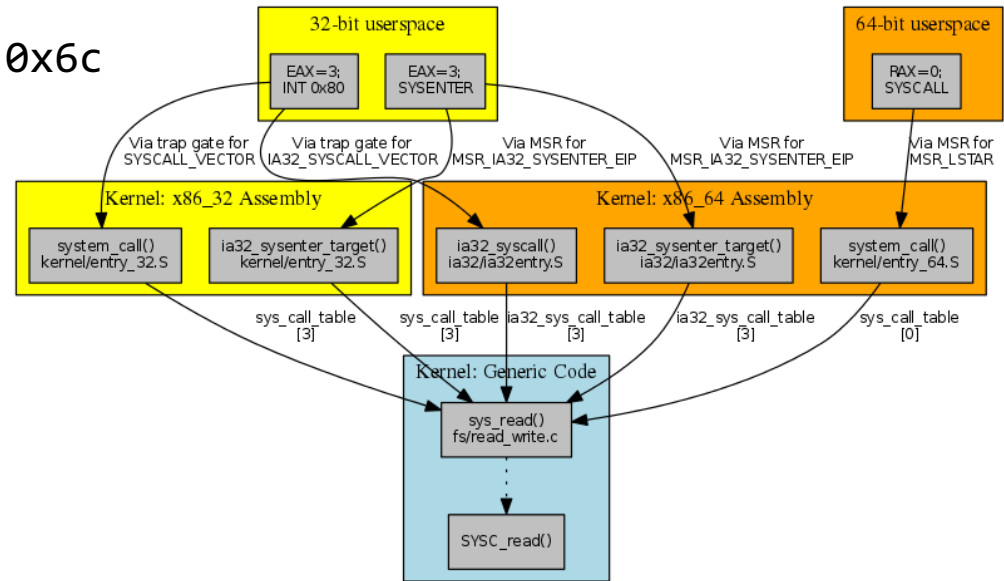 0x6c
32-bit userspace
64-bit userspace
EAX=3;
INT 0x80
EAX=3;
SYSENTER
RAX=0;
SYSCALL
Via trap gate for
SYSCALL_VECTOR
Via trap gate for
IA32_SYSCALL_VECTOR
Via MSR for
MSR_IA32_SYSENTER_EIP
Via MSR for
MSR_IA32_SYSENTER_EIP
Via MSR for
MSR_LSTAR
Kernel: x86_32 Assembly
Kernel: x86_64 Assembly
system_call()
kernel/entry_32.S
ia32_sysenter_target()
kernel/entry_32.S
ia32_syscall()
ia32/ia32entry.S
ia32_sysenter_target()
ia32/ia32entry.S
system_call()
kernel/entry_64.S
sys_call_table
[3]
sys_call_table
[3]
ia32_sys_call_table
[3]
ia32_sys_call_table
[3]
sys_call_table
[0]
Kernel: Generic Code
sys_read()
fs/read_write.c
SYSC_read()